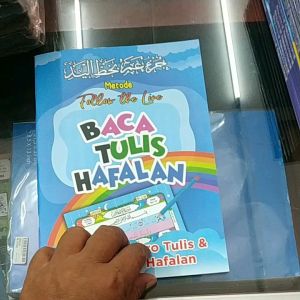 Metode
Follow the Line
BACA
TULIS
HAFALAN
Tulis &
Hafalan